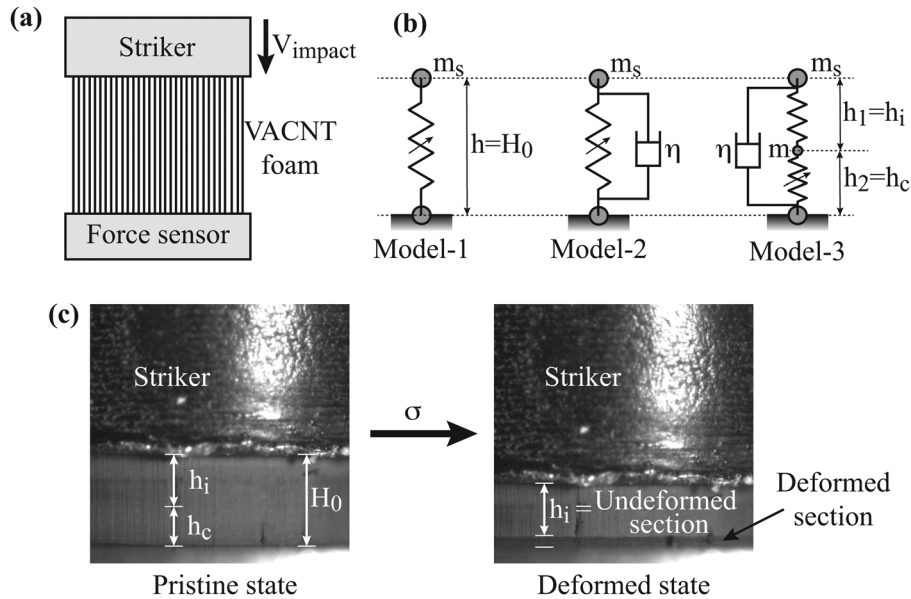 (a)
Striker
V_impact
VACNT
foam
Force sensor
(b)
m_s
h=H_0
Model-1
m_s
η
Model-2
m_s
η
m
h_1=h_i
h_2=h_c
Model-3
(c)
Striker
h_i
h_c
H_0
Pristine state
σ
Striker
h_i = Undeformed
section
Deformed
section
Deformed state